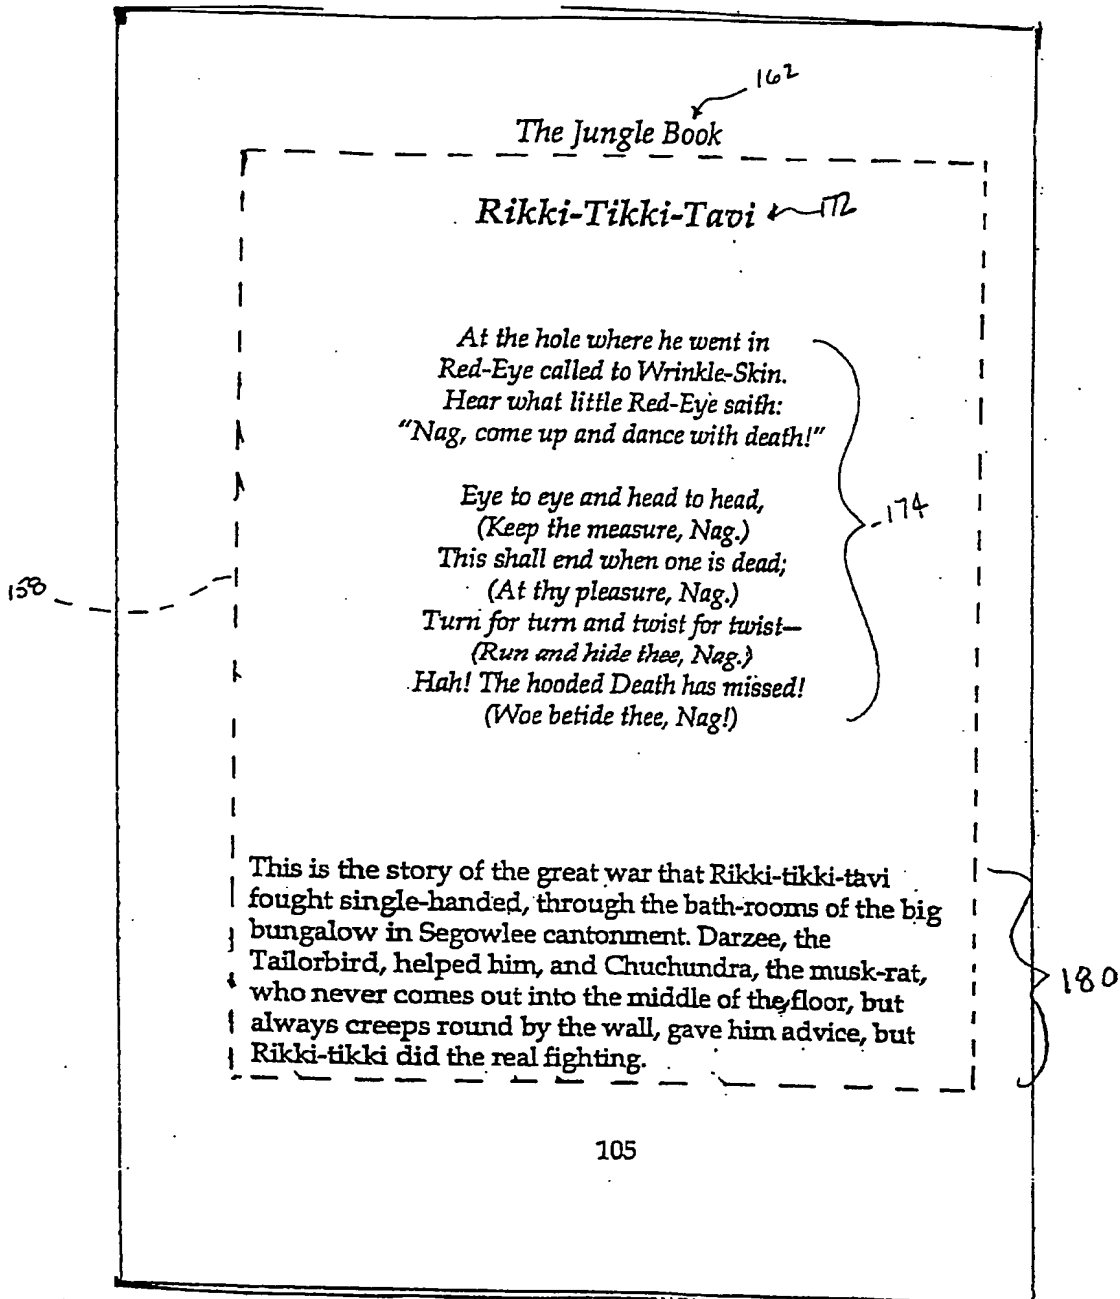 162
The Jungle Book
Rikki-Tikki-Tavi 172
At the hole where he went in
Red-Eye called to Wrinkle-Skin.
Hear what little Red-Eye saith:
“Nag, come up and dance with death!”
Eye to eye and head to head,
(Keep the measure, Nag.)
This shall end when one is dead;
(At thy pleasure, Nag.)
Turn for turn and twist for twist—
(Run and hide thee, Nag.)
Hah! The hooded Death has missed!
(Woe betide thee, Nag!)
174
158
This is the story of the great war that Rikki-tikki-tavi
fought single-handed, through the bath-rooms of the big
bungalow in Segowlee cantonment. Darzee, the
Tailorbird, helped him, and Chuchundra, the musk-rat,
who never comes out into the middle of the floor, but
always creeps round by the wall, gave him advice, but
Rikki-tikki did the real fighting.
180
105